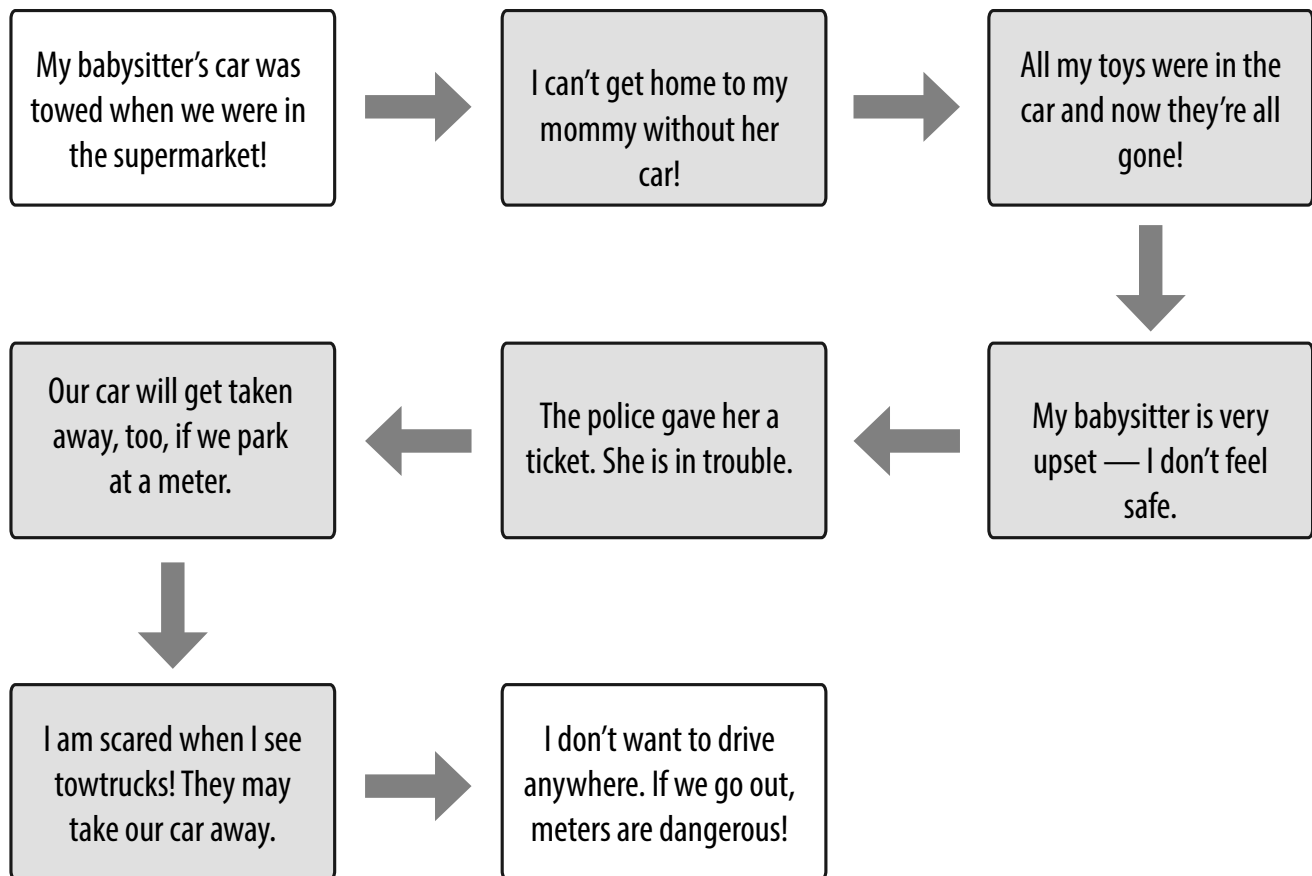 My babysitter’s car was
towed when we were in
the supermarket!
I can’t get home to my
mommy without her
car!
All my toys were in the
car and now they’re all
gone!
My babysitter is very
upset — I don’t feel
safe.
The police gave her a
ticket. She is in trouble.
Our car will get taken
away, too, if we park
at a meter.
I am scared when I see
towtrucks! They may
take our car away.
I don’t want to drive
anywhere. If we go out,
meters are dangerous!